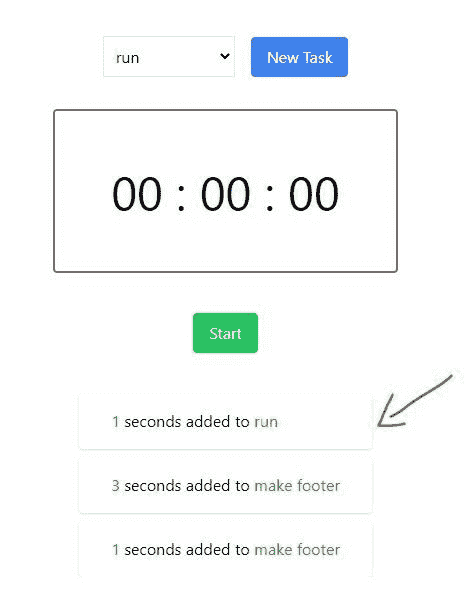 run New Task
00 : 00 : 00
Start
1 seconds added to run
3 seconds added to make footer
1 seconds added to make footer